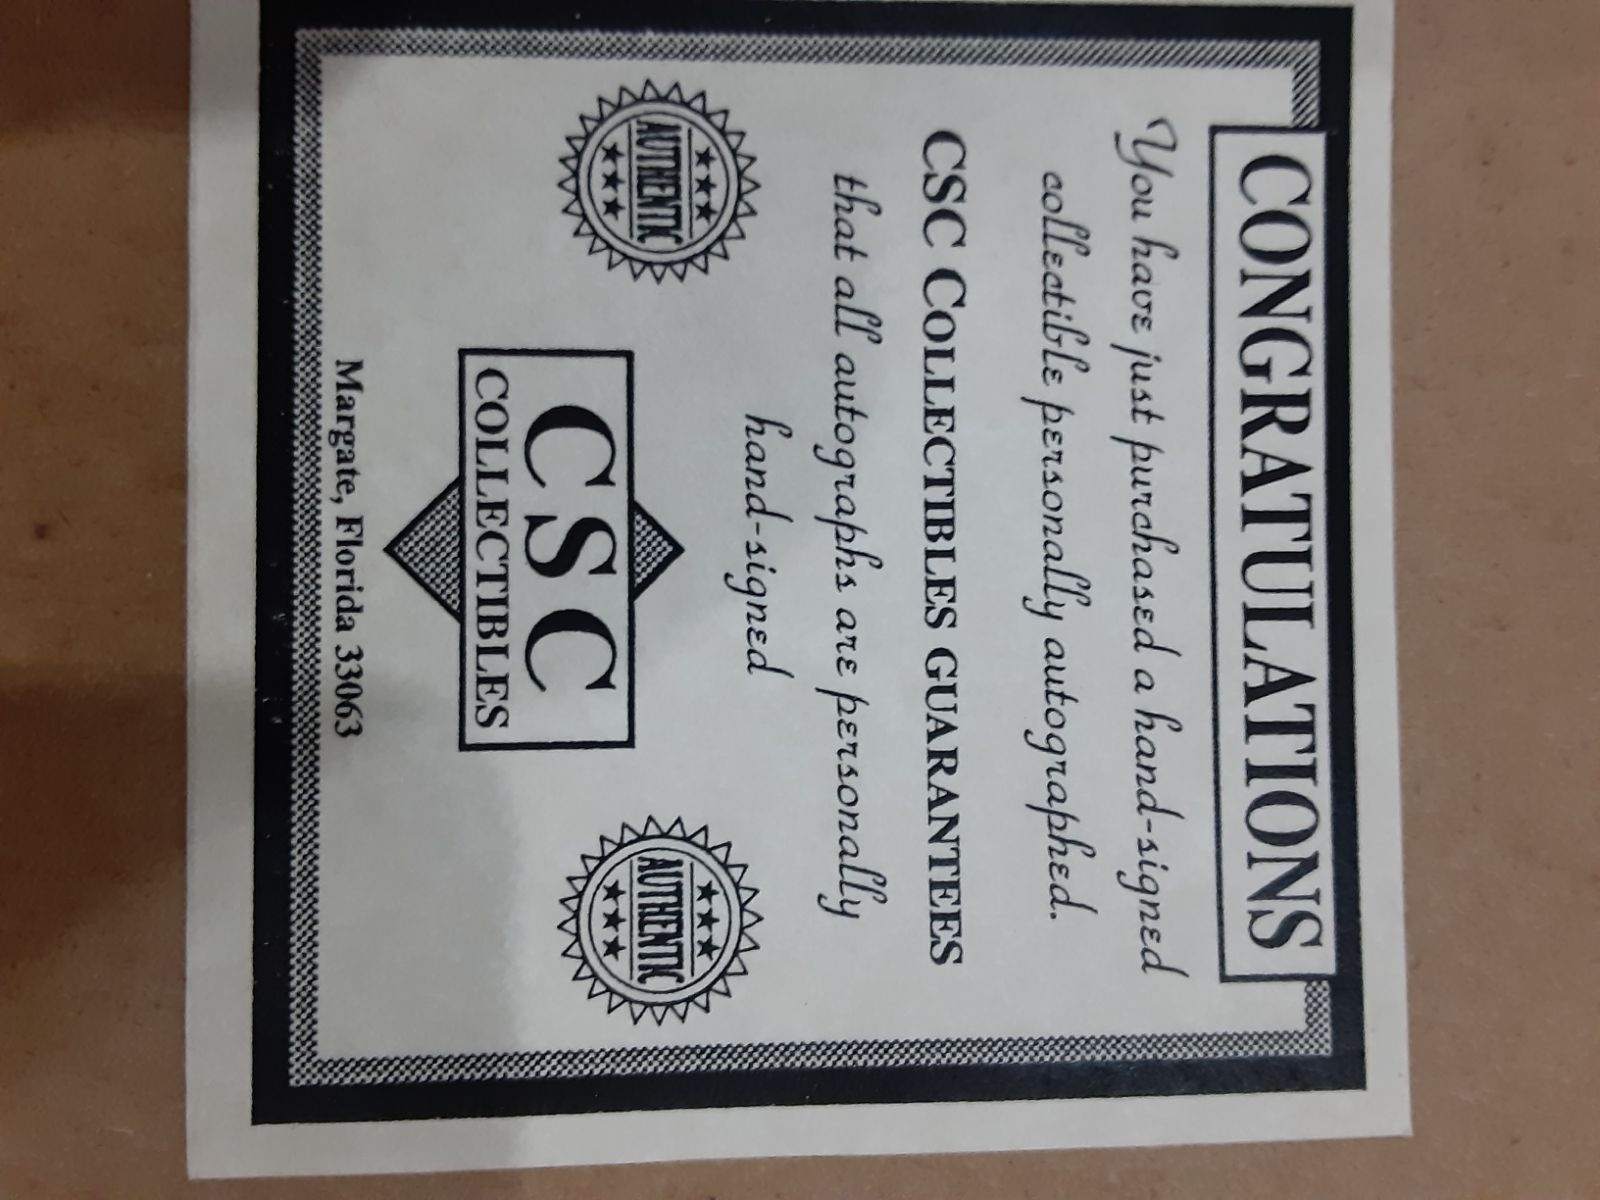 CONGRATULATIONS
You have just purchased a hand-signed
collectible personally autographed.
CSC COLLECTIBLES GUARANTEES
that all autographs are personally
hand-signed
AUTHENTIC
AUTHENTIC
CSC
COLLECTIBLES
Margate, Florida 33063